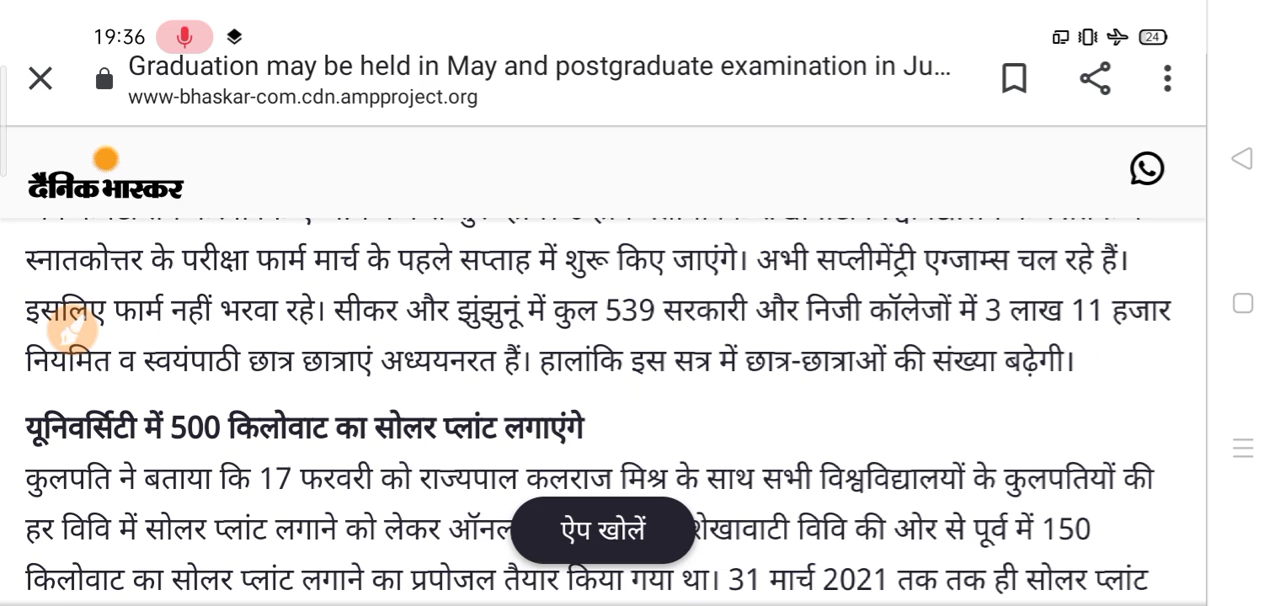 19:36
24
Graduation may be held in May and postgraduate examination in Ju...
www-bhaskar-com.cdn.ampproject.org
दैनिक भास्कर
स्नातकोत्तर के परीक्षा फार्म मार्च के पहले सप्ताह में शुरू किए जाएंगे। अभी सप्लीमेंट्री एग्जाम्स चल रहे हैं।
इसलिए फार्म नहीं भरवा रहे। सीकर और झुंझुनूं में कुल 539 सरकारी और निजी कॉलेजों में 3 लाख 11 हजार
नियमित व स्वयंपाठी छात्र छात्राएं अध्ययनरत हैं। हालांकि इस सत्र में छात्र-छात्राओं की संख्या बढ़ेगी।
यूनिवर्सिटी में 500 किलोवाट का सोलर प्लांट लगाएंगे
कुलपति ने बताया कि 17 फरवरी को राज्यपाल कलराज मिश्र के साथ सभी विश्वविद्यालयों के कुलपतियों की
हर विवि में सोलर प्लांट लगाने को लेकर शेखावाटी विवि की ओर से पूर्व में 150
ऐप खोलें
किलोवाट का सोलर प्लांट लगाने का प्रपोजल तैयार किया गया था। 31 मार्च 2021 तक तक ही सोलर प्लांट